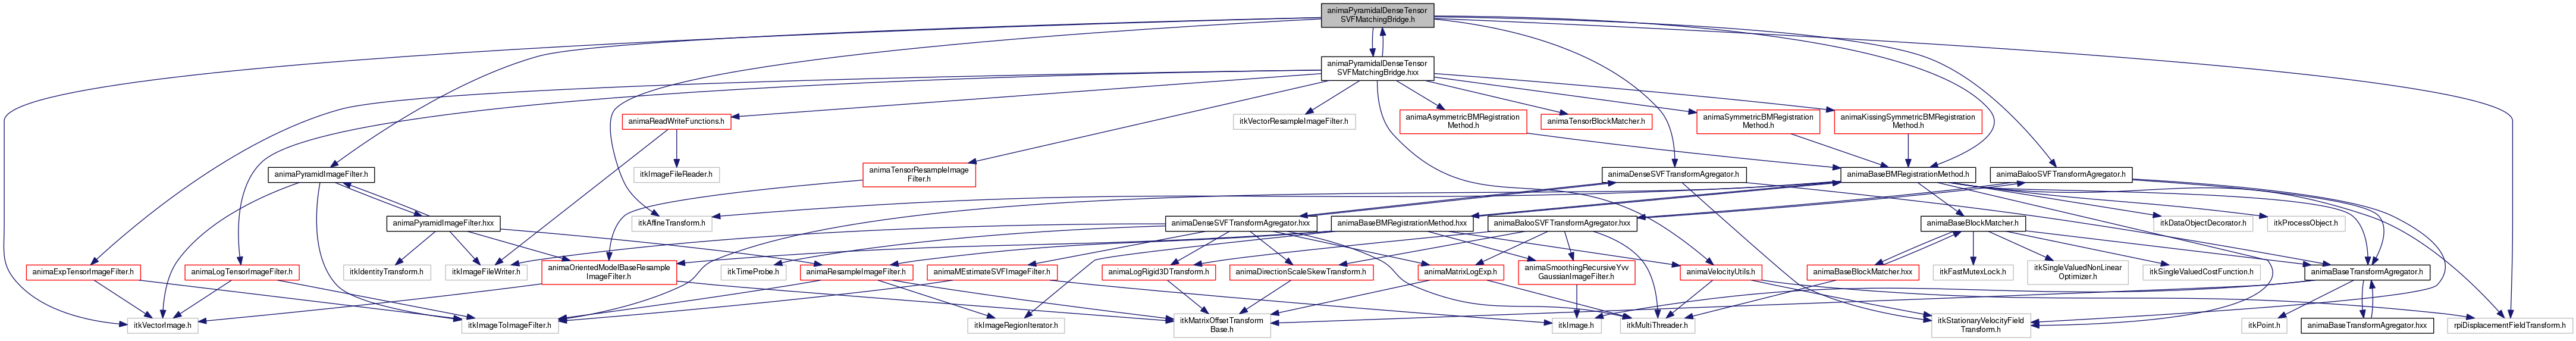 animaPyramidalDenseTensor
SVFMatchingBridge.h
animaPyramidalDenseTensor
SVFMatchingBridge.hxx
animaReadWriteFunctions.h
itkVectorResampleImageFilter.h
animaAsymmetricBMRegistration
Method.h
animaTensorBlockMatcher.h
animaSymmetricBMRegistration
Method.h
animaKissingSymmetricBMRegistration
Method.h
animaPyramidImageFilter.h
itkImageFileReader.h
animaTensorResampleImage
Filter.h
animaDenseSVFTransformAgregator.h
animaBaseBMRegistrationMethod.h
animaBalooSVFTransformAgregator.h
animaPyramidImageFilter.hxx
itkAffineTransform.h
animaDenseSVFTransformAgregator.hxx
animaBaseBMRegistrationMethod.hxx
animaBalooSVFTransformAgregator.hxx
animaBaseBlockMatcher.h
itkDataObjectDecorator.h
itkProcessObject.h
animaExpTensorImageFilter.h
animaLogTensorImageFilter.h
itkIdentityTransform.h
itkImageFileWriter.h
animaOrientedModelBaseResample
ImageFilter.h
itkTimeProbe.h
animaResampleImageFilter.h
animaMEstimateSVFImageFilter.h
animaLogRigid3DTransform.h
animaDirectionScaleSkewTransform.h
animaMatrixLogExp.h
animaSmoothingRecursiveYvv
GaussianImageFilter.h
animaVelocityUtils.h
animaBaseBlockMatcher.hxx
itkFastMutexLock.h
itkSingleValuedNonLinear
Optimizer.h
itkSingleValuedCostFunction.h
animaBaseTransformAgregator.h
itkVectorImage.h
itkImageToImageFilter.h
itkImageRegionIterator.h
itkMatrixOffsetTransform
Base.h
itkImage.h
itkMultiThreader.h
itkStationaryVelocityField
Transform.h
itkPoint.h
animaBaseTransformAgregator.hxx
rpiDisplacementFieldTransform.h